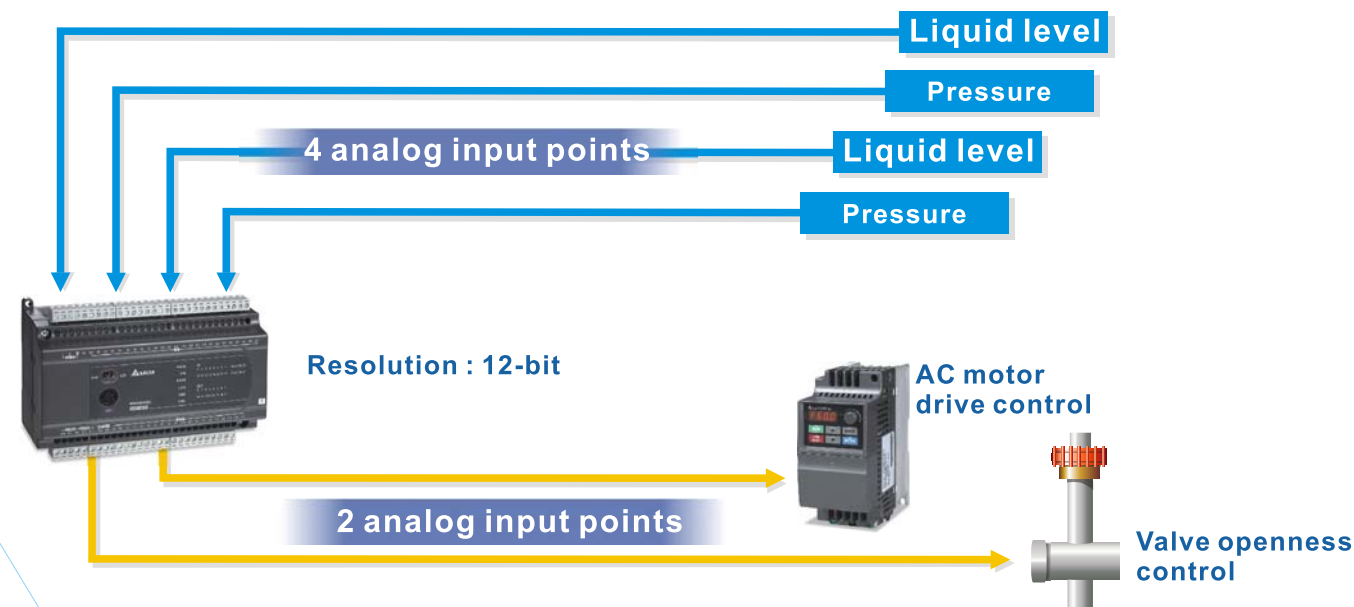 Liquid level
Pressure
4 analog input points
Liquid level
Pressure
Resolution : 12-bit
AC motor
drive control
2 analog input points
Valve openness
control